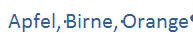 Apfel, Birne, Orange